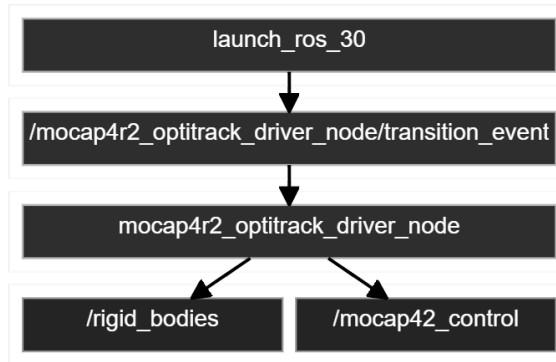 launch_ros_30
/mocap4r2_optitrack_driver_node/transition_event
mocap4r2_optitrack_driver_node
/rigid_bodies
/mocap42_control